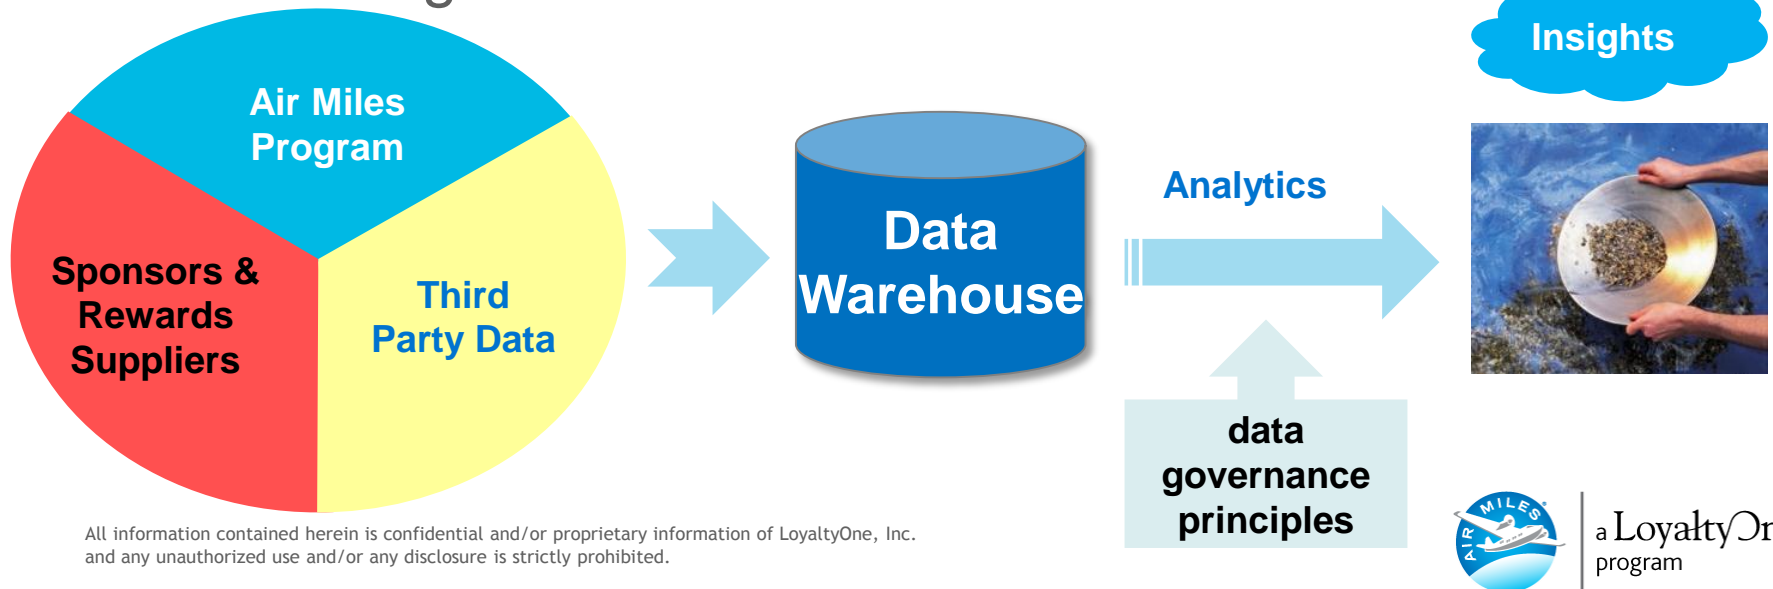 Insights
Air Miles
Program
Analytics
Data
Warehouse
Sponsors &
Rewards
Suppliers
Third
Party Data
data
governance
principles
All information contained herein is confidential and/or proprietary information of LoyaltyOne, Inc.
and any unauthorized use and/or any disclosure is strictly prohibited.
AIR MILES
a
program